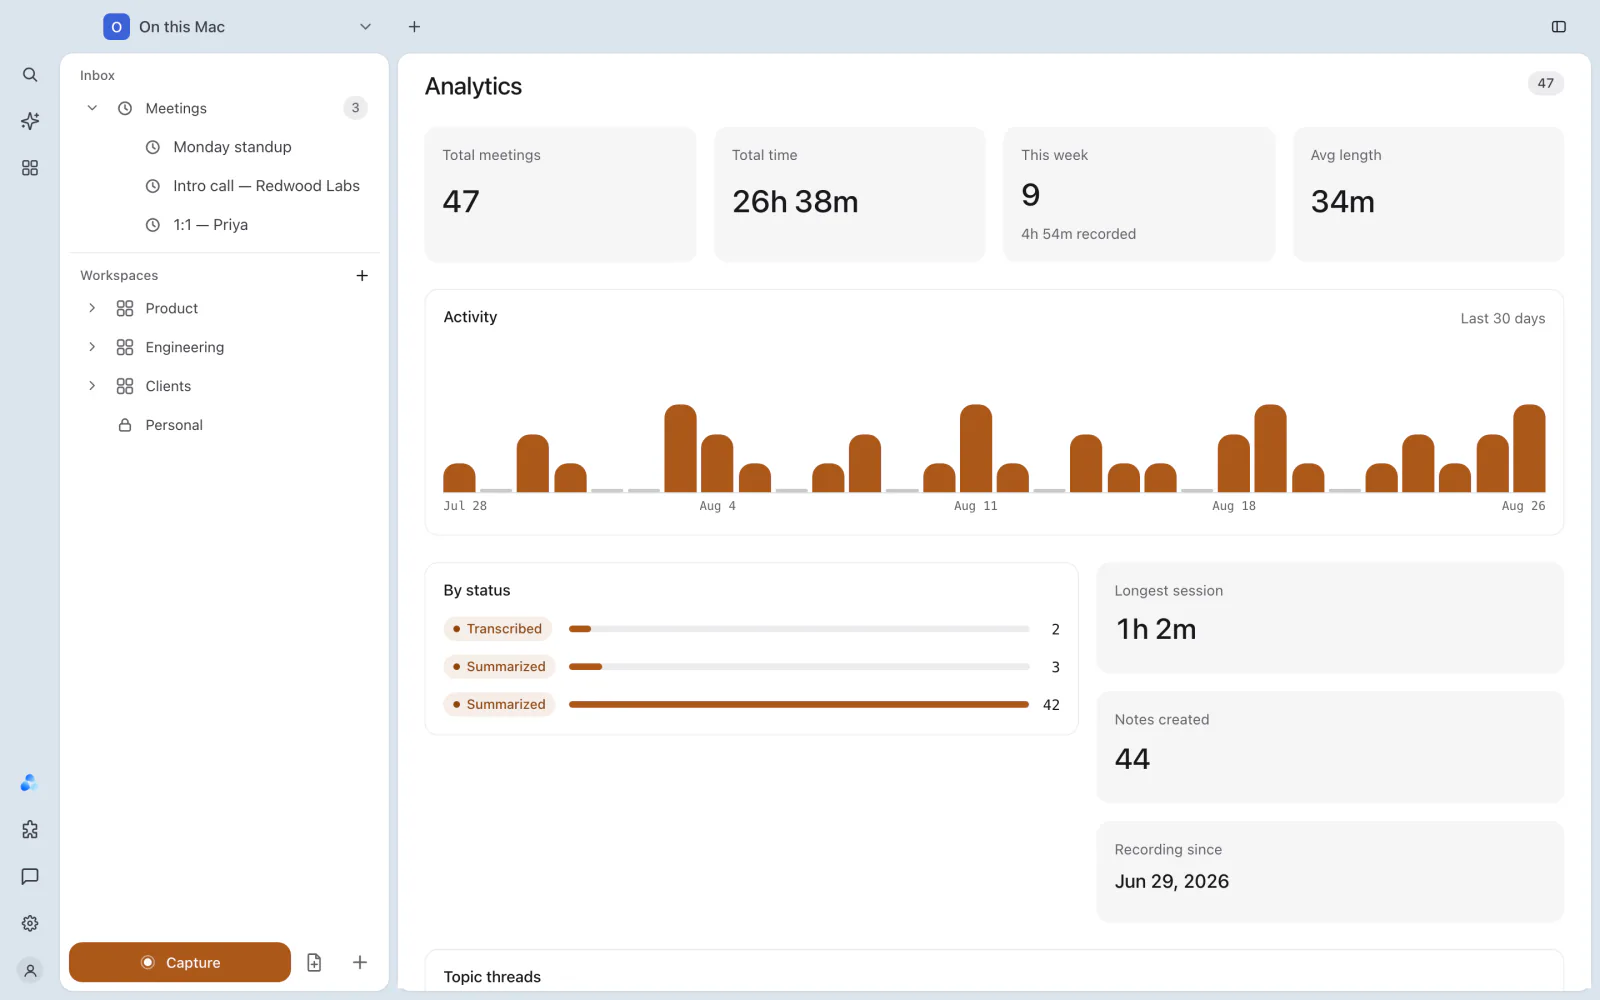 O On this Mac
Inbox
Meetings 3
Monday standup
Intro call — Redwood Labs
1:1 — Priya
Workspaces
Product
Engineering
Clients
Personal
Capture
Analytics 47
Total meetings
47
Total time
26h 38m
This week
9
4h 54m recorded
Avg length
34m
Activity Last 30 days
Jul 28 Aug 4 Aug 11 Aug 18 Aug 26
By status
Transcribed 2
Summarized 3
Summarized 42
Longest session
1h 2m
Notes created
44
Recording since
Jun 29, 2026
Topic threads